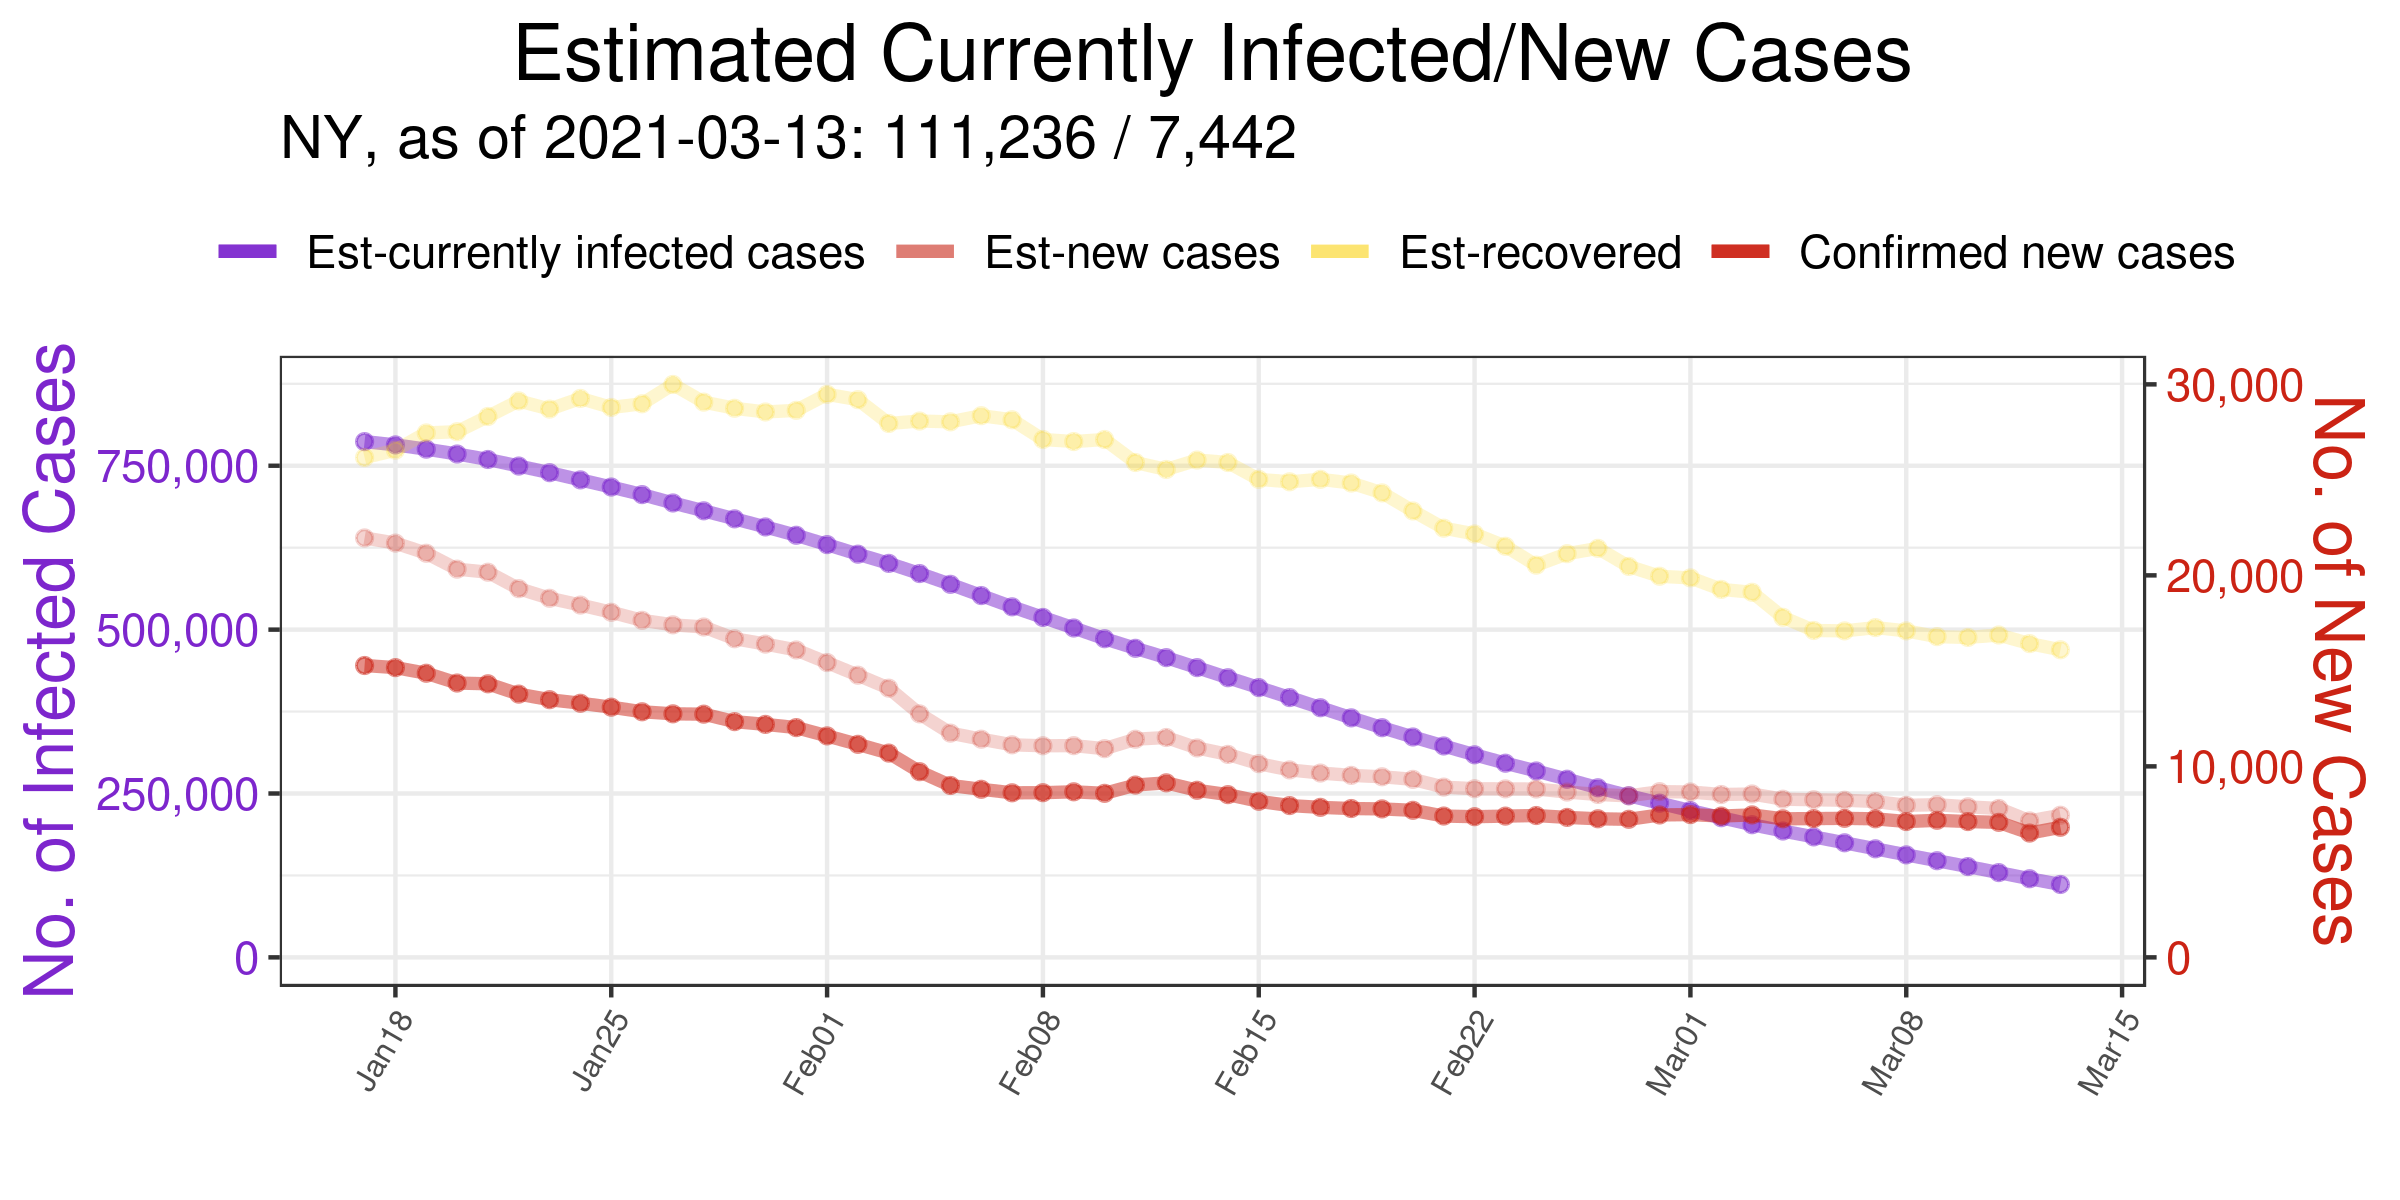 Estimated Currently Infected/New Cases
NY, as of 2021-03-13: 111,236 / 7,442
Est-currently infected cases Est-new cases Est-recovered Confirmed new cases
No. of Infected Cases
750,000
500,000
250,000
0
30,000
20,000
10,000
0
No. of New Cases
Jan18 Jan25 Feb01 Feb08 Feb15 Feb22 Mar01 Mar08 Mar15